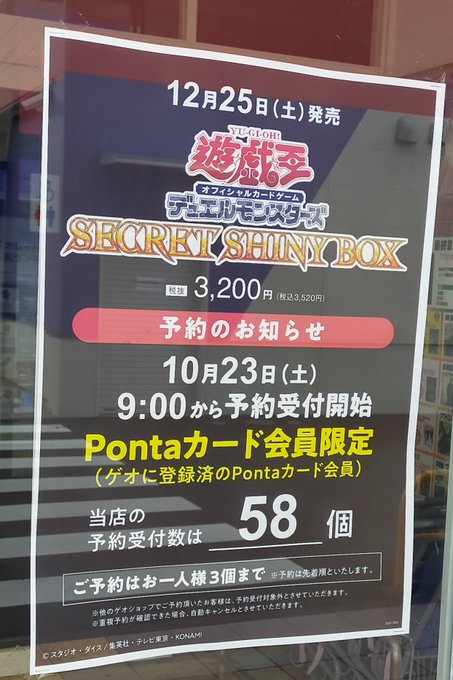 12月25日(土)発売
YU-GI-OH!
遊戯王
オフィシャルカードゲーム
デュエルモンスターズ
SECRET SHINY BOX
税抜 3,200円(税込3,520円)
予約のお知らせ
10月23日(土)
9:00から予約受付開始
Pontaカード会員限定
(ゲオに登録済のPontaカード会員)
当店の
予約受付数は 58 個
ご予約はお一人様3個まで ※予約は先着順といたします。
※他のゲオショップでご予約頂いたお客様は、予約受付対象外とさせていただきます。
※重複予約が確認できた場合、自動キャンセルとさせていただきます。
© スタジオ・ダイス / 集英社・テレビ東京・KONAMI